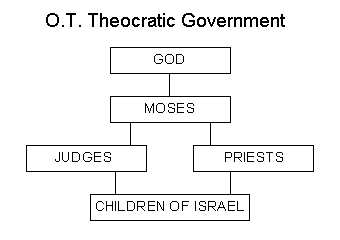 O.T. Theocratic Government
GOD
MOSES
JUDGES
PRIESTS
CHILDREN OF ISRAEL